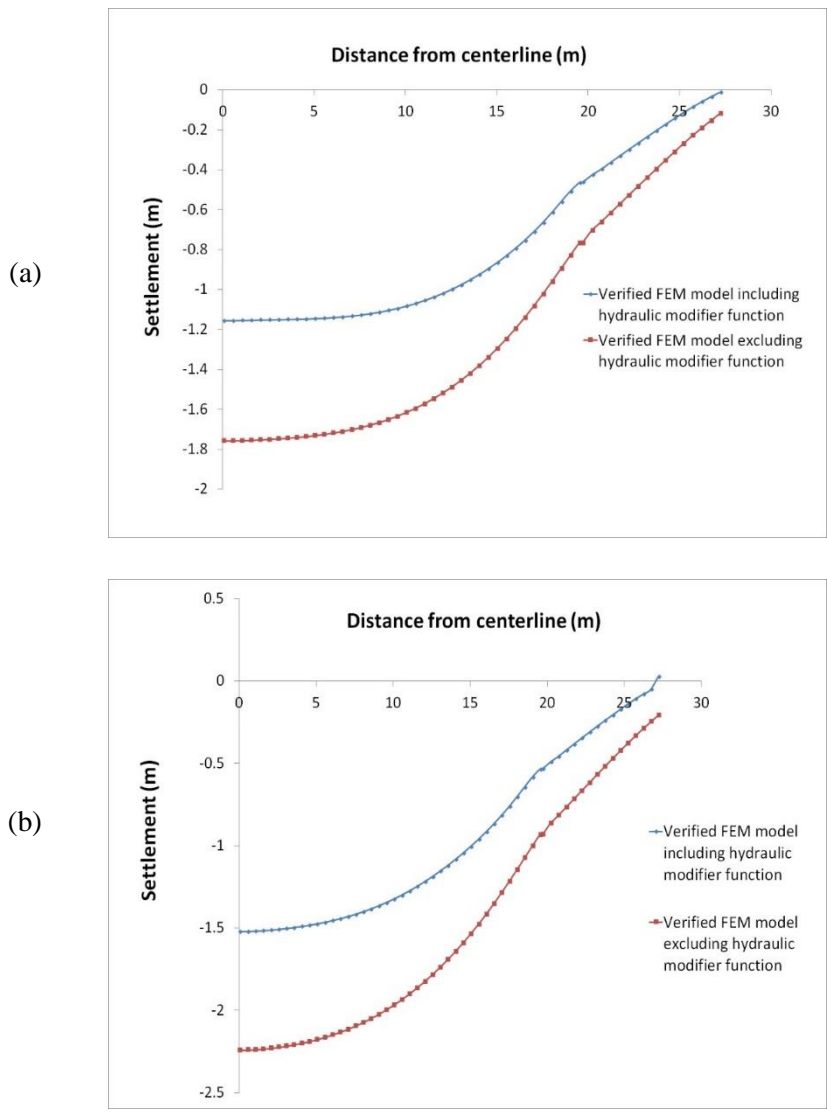 Distance from centerline (m)
0
0 5 10 15 20 25 30
-0.2
-0.4
-0.6
-0.8
(a)
Settlement (m)
-1
Verified FEM model including
hydraulic modifier function
-1.2
Verified FEM model excluding
hydraulic modifier function
-1.4
-1.6
-1.8
-2
0.5
Distance from centerline (m)
0
0 5 10 15 20 25 30
-0.5
(b)
Settlement (m)
-1
Verified FEM model
including hydraulic
modifier function
-1.5
Verified FEM model
excluding hydraulic
modifier function
-2
-2.5